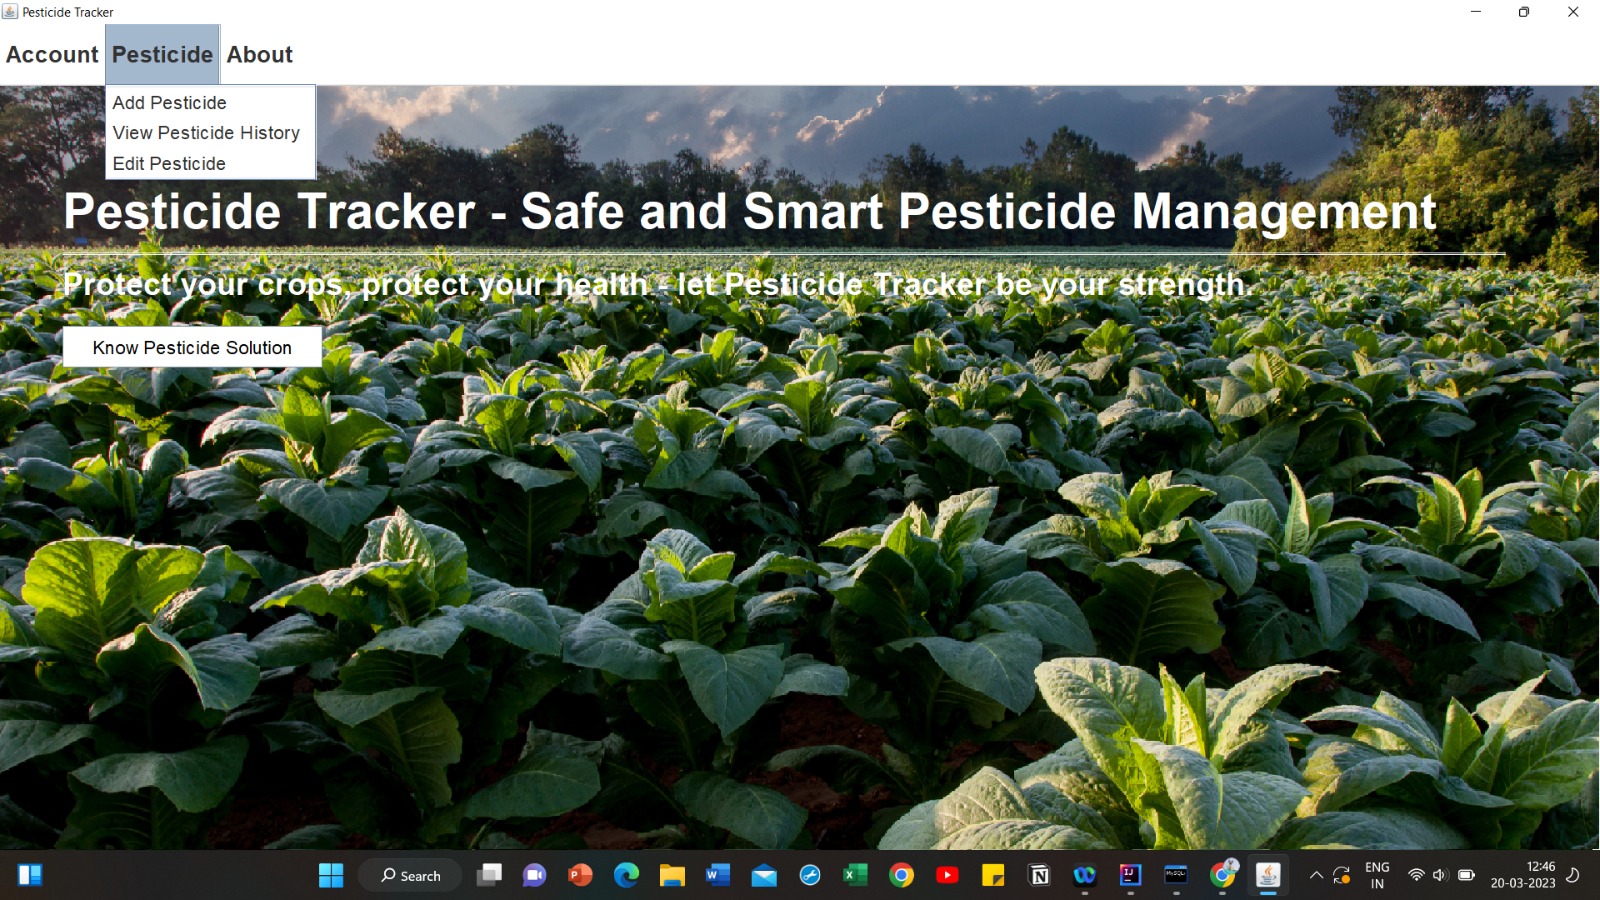 Pesticide Tracker
Account Pesticide About
Add Pesticide
View Pesticide History
Edit Pesticide
Pesticide Tracker - Safe and Smart Pesticide Management
Protect your crops, protect your health - let Pesticide Tracker be your strength.
Know Pesticide Solution
Search
ENG
IN
12:46
20-03-2023